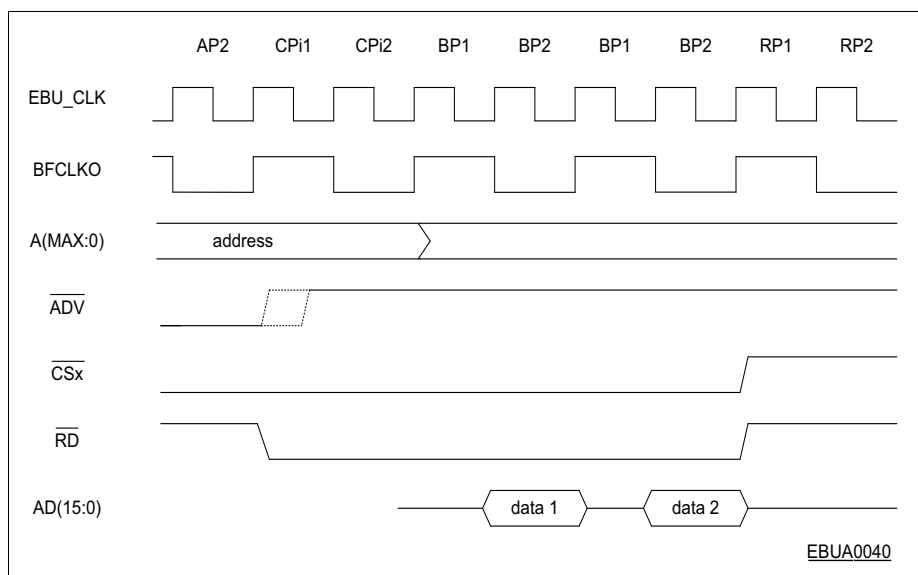 AP2 CPi1 CPi2 BP1 BP2 BP1 BP2 RP1 RP2
EBU_CLK
BFCLKO
A(MAX:0) address
ADV
CSx
RD
AD(15:0) data 1 data 2
EBUA0040